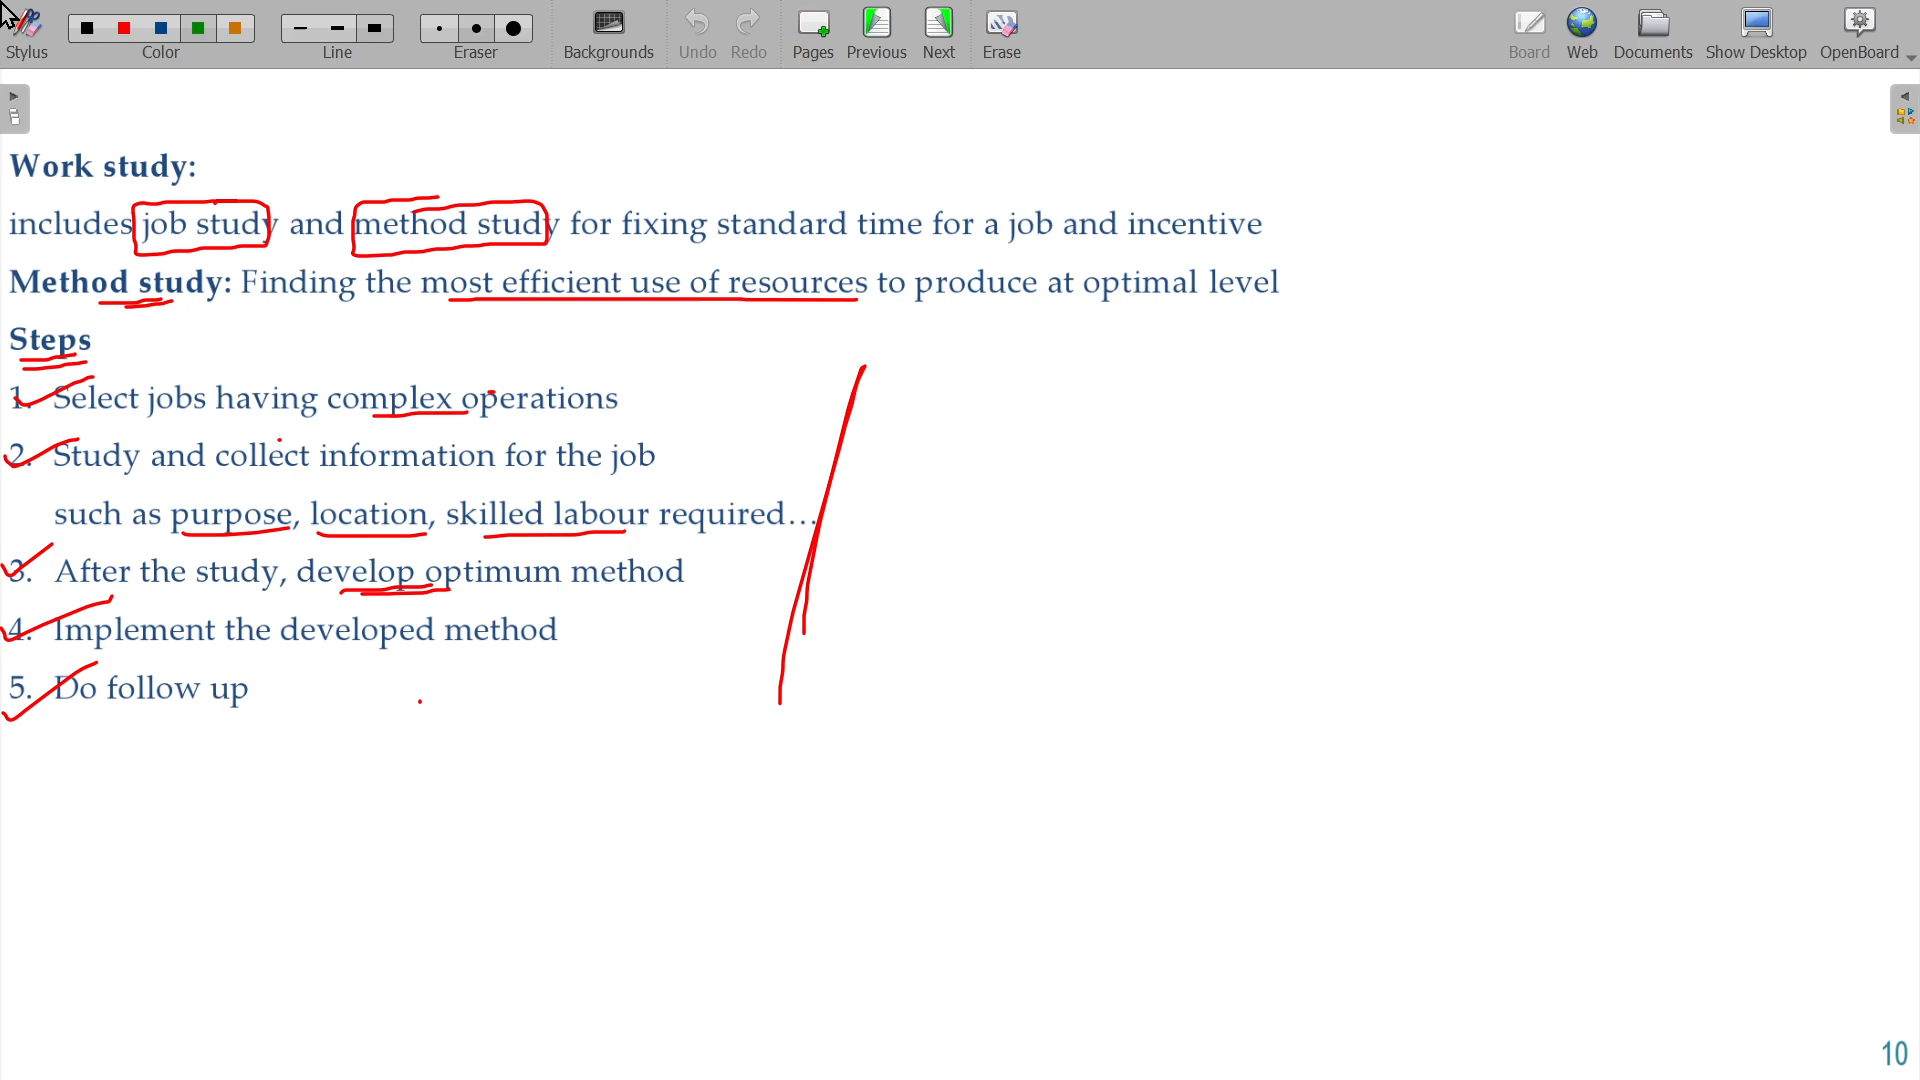 Stylus Color Line Eraser Backgrounds Undo Redo Pages Previous Next Erase Board Web Documents Show Desktop OpenBoard
Work study:
includes job study and method study for fixing standard time for a job and incentive
Method study: Finding the most efficient use of resources to produce at optimal level
Steps
1. Select jobs having complex operations
2. Study and collect information for the job
such as purpose, location, skilled labour required...
3. After the study, develop optimum method
4. Implement the developed method
5. Do follow up
10